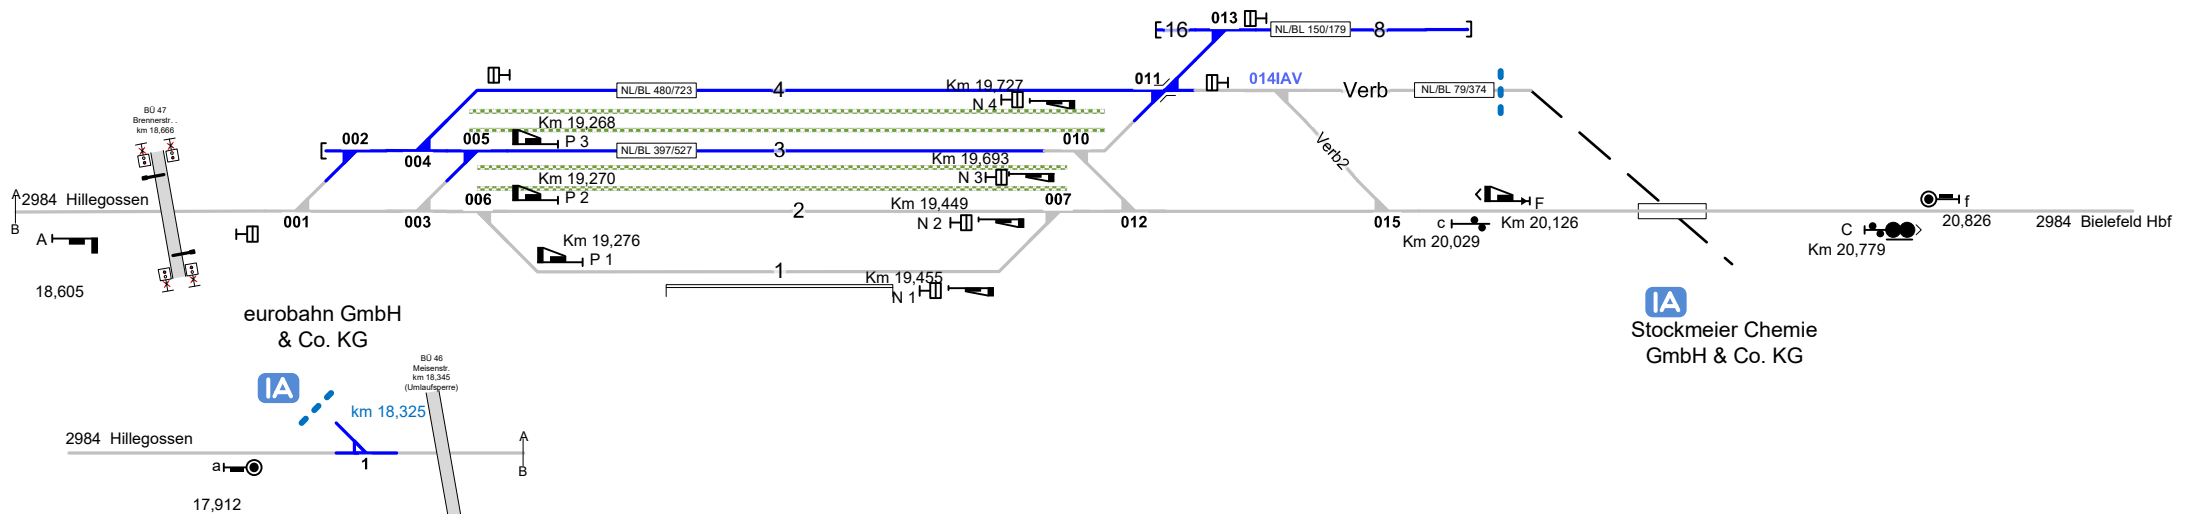 013
16
NL/BL 150/179
8
Km 19,727
011
014IAV
NL/BL 480/723
4
Verb
NL/BL 79/374
N 4
BÜ 47
Brennerstr. .
km 18,666
Km 19,268
002
005
P 3
010
004
NL/BL 397/527
3
Km 19,693
Verb2
Km 19,270
N 3
A
2984 Hillegossen
006
P 2
Km 19,449
007
2
F
f
B
001
003
N 2
012
015
c
Km 20,126
20,826
2984 Bielefeld Hbf
A
Km 19,276
Km 20,029
C
Km 20,779
P 1
1
Km 19,455
18,605
N 1
IA
eurobahn GmbH
& Co. KG
Stockmeier Chemie
GmbH & Co. KG
BÜ 46
Meisenstr.
km 18,345
(Umlaufsperre)
IA
km 18,325
2984 Hillegossen
A
a
1
B
17,912